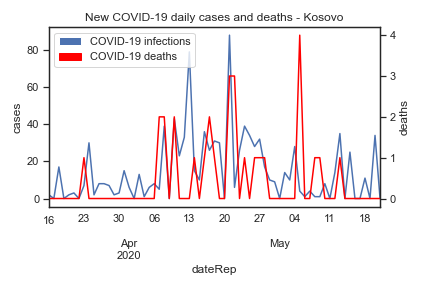 New COVID-19 daily cases and deaths - Kosovo
COVID-19 infections
COVID-19 deaths
80
60
40
20
0
cases
4
3
2
1
0
deaths
16 23 30 06 13 20 27 04 11 18
Apr May
2020
dateRep